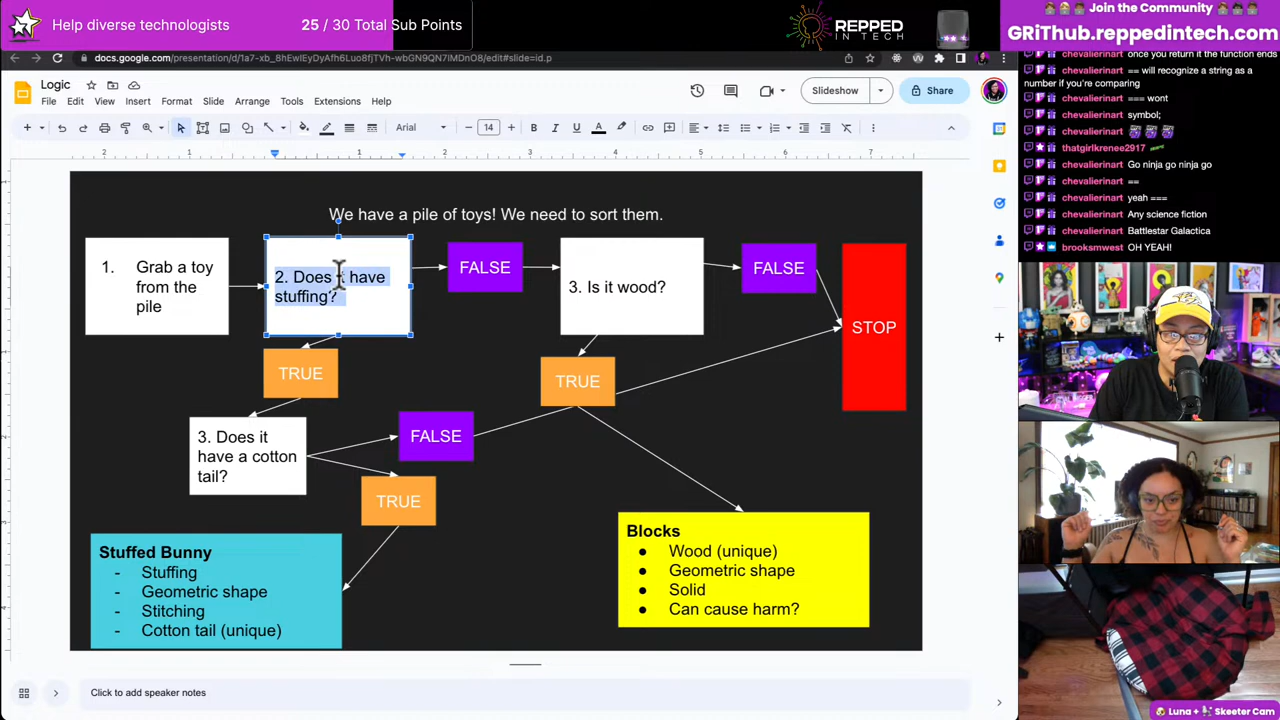 Help diverse technologists
25 / 30 Total Sub Points
REPPED
IN TECH
Join the Community
GRiThub.reppedintech.com
docs.google.com/presentation/d/1a7-xb_8hEwIEyDyAfh6Luo8fjTYh-wbGN9QN7lMDnO8/edit#slide=id.p
Logic
File Edit View Insert Format Slide Arrange Tools Extensions Help
Slideshow
Share
Arial
14
We have a pile of toys! We need to sort them.
1. Grab a toy
from the
pile
2. Does it have
stuffing?
FALSE
3. Is it wood?
FALSE
STOP
TRUE
TRUE
3. Does it
have a cotton
tail?
FALSE
TRUE
Stuffed Bunny
- Stuffing
- Geometric shape
- Stitching
- Cotton tail (unique)
Blocks
● Wood (unique)
● Geometric shape
● Solid
● Can cause harm?
Click to add speaker notes
chevalierinart once you return it the function ends
chevalierinart == will recognize a string as a
number if you're comparing
chevalierinart === wont
symbol;
chevalierinart
thatgirlkrenee2917
chevalierinart Go ninja go ninja go
chevalierinart ==
chevalierinart yeah ===
chevalierinart Any science fiction
chevalierinart Battlestar Galactica
brooksmwest OH YEAH!
Luna + Skeeter Cam